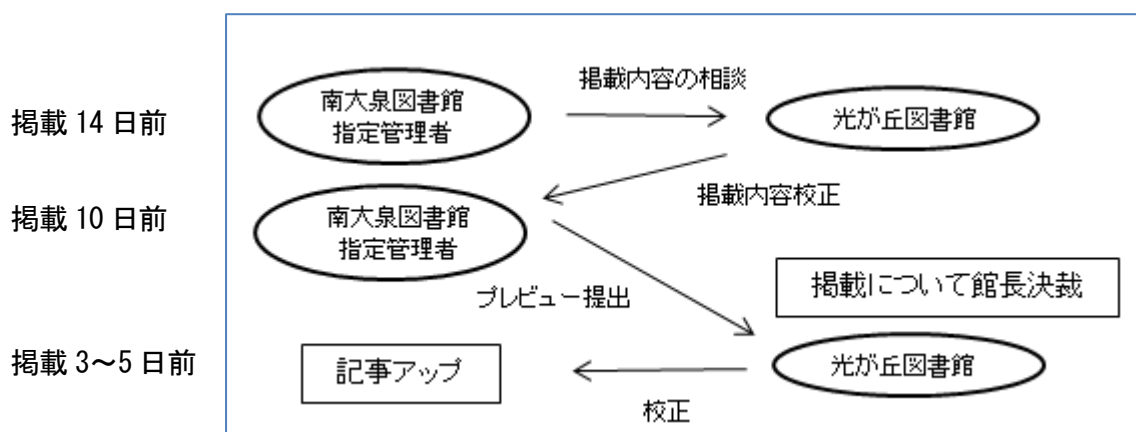 掲載内容の相談
掲載 14 日前
南大泉図書館
指定管理者
光が丘図書館
掲載内容校正
掲載 10 日前
南大泉図書館
指定管理者
掲載について館長決裁
プレビュー提出
掲載 3～5 日前
記事アップ
光が丘図書館
校正